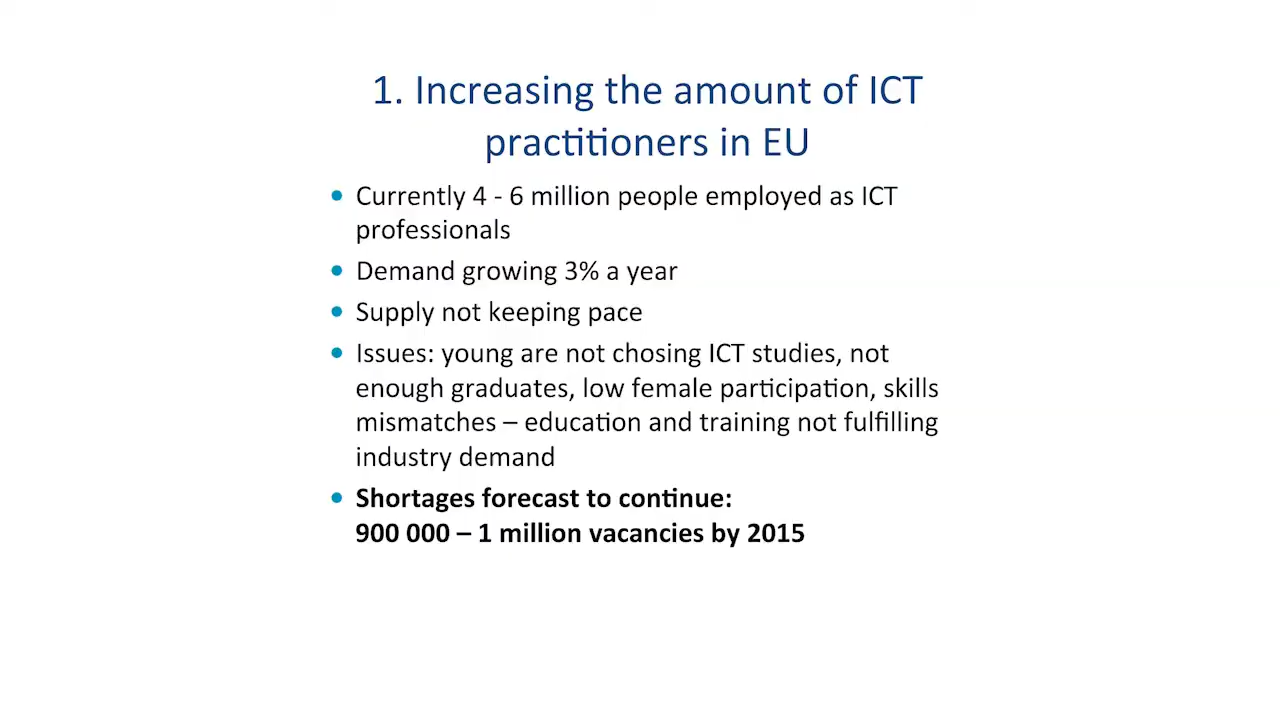 1. Increasing the amount of ICT
practitioners in EU
• Currently 4 - 6 million people employed as ICT
professionals
• Demand growing 3% a year
• Supply not keeping pace
• Issues: young are not chosing ICT studies, not
enough graduates, low female participation, skills
mismatches – education and training not fulfilling
industry demand
• Shortages forecast to continue:
900 000 – 1 million vacancies by 2015